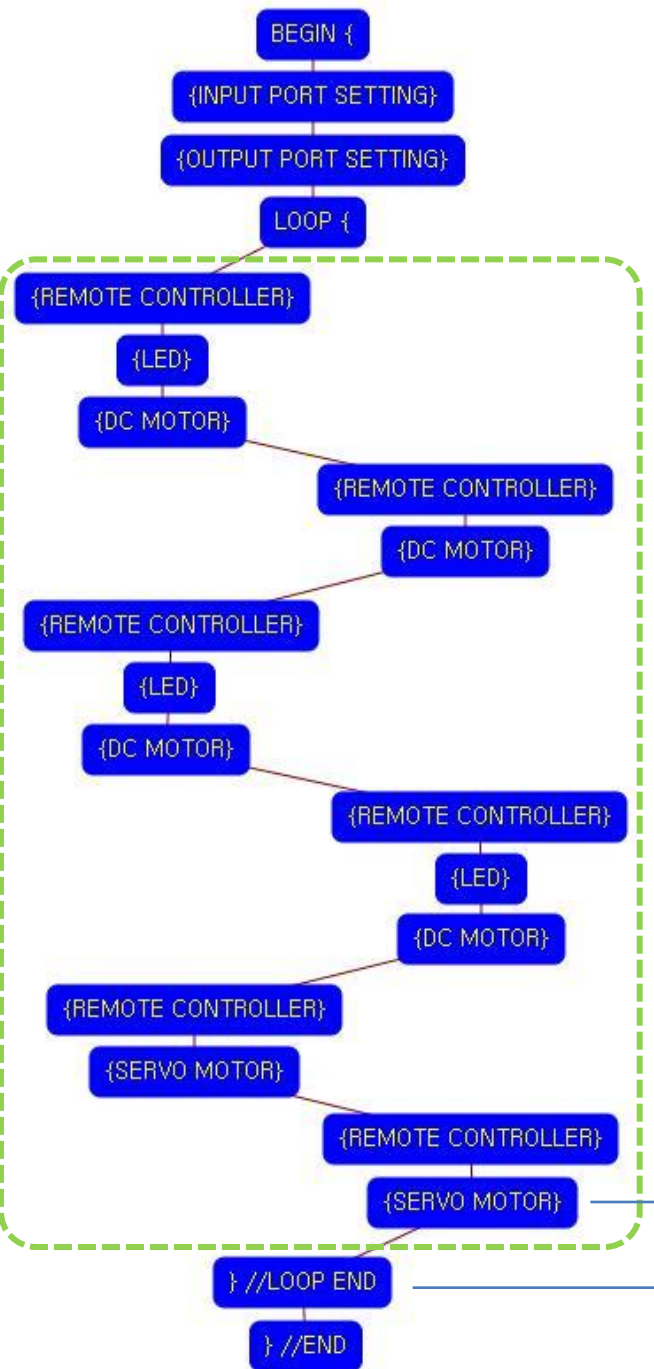 BEGIN {
{INPUT PORT SETTING}
{OUTPUT PORT SETTING}
LOOP {
{REMOTE CONTROLLER}
{LED}
{DC MOTOR}
{REMOTE CONTROLLER}
{DC MOTOR}
{REMOTE CONTROLLER}
{LED}
{DC MOTOR}
{REMOTE CONTROLLER}
{LED}
{DC MOTOR}
{REMOTE CONTROLLER}
{SERVO MOTOR}
{REMOTE CONTROLLER}
{SERVO MOTOR}
} //LOOP END
} //END